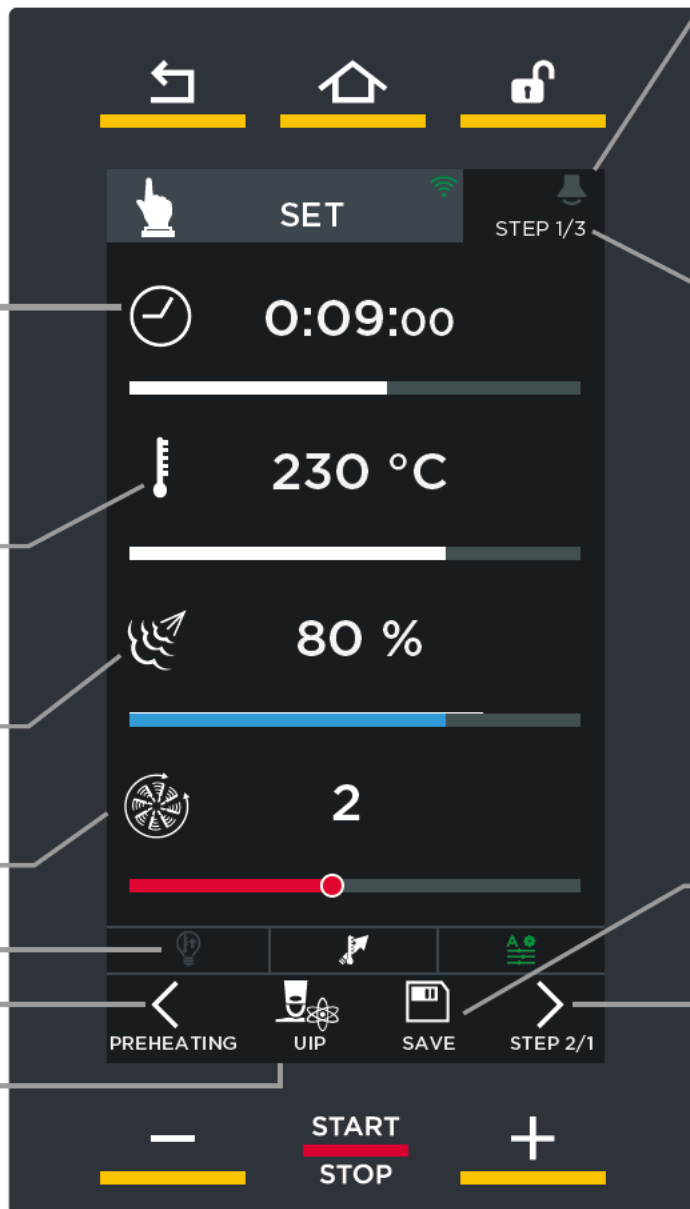 SET
STEP 1/3
0:09:00
230 °C
80 %
2
A
PREHEATING
UIP
SAVE
STEP 2/1
START
STOP